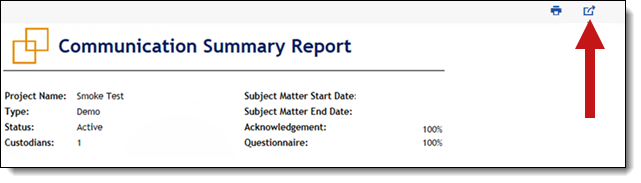 Communication Summary Report
Project Name: Smoke Test Subject Matter Start Date:
Type: Demo Subject Matter End Date:
Status: Active Acknowledgement: 100%
Custodians: 1 Questionnaire: 100%